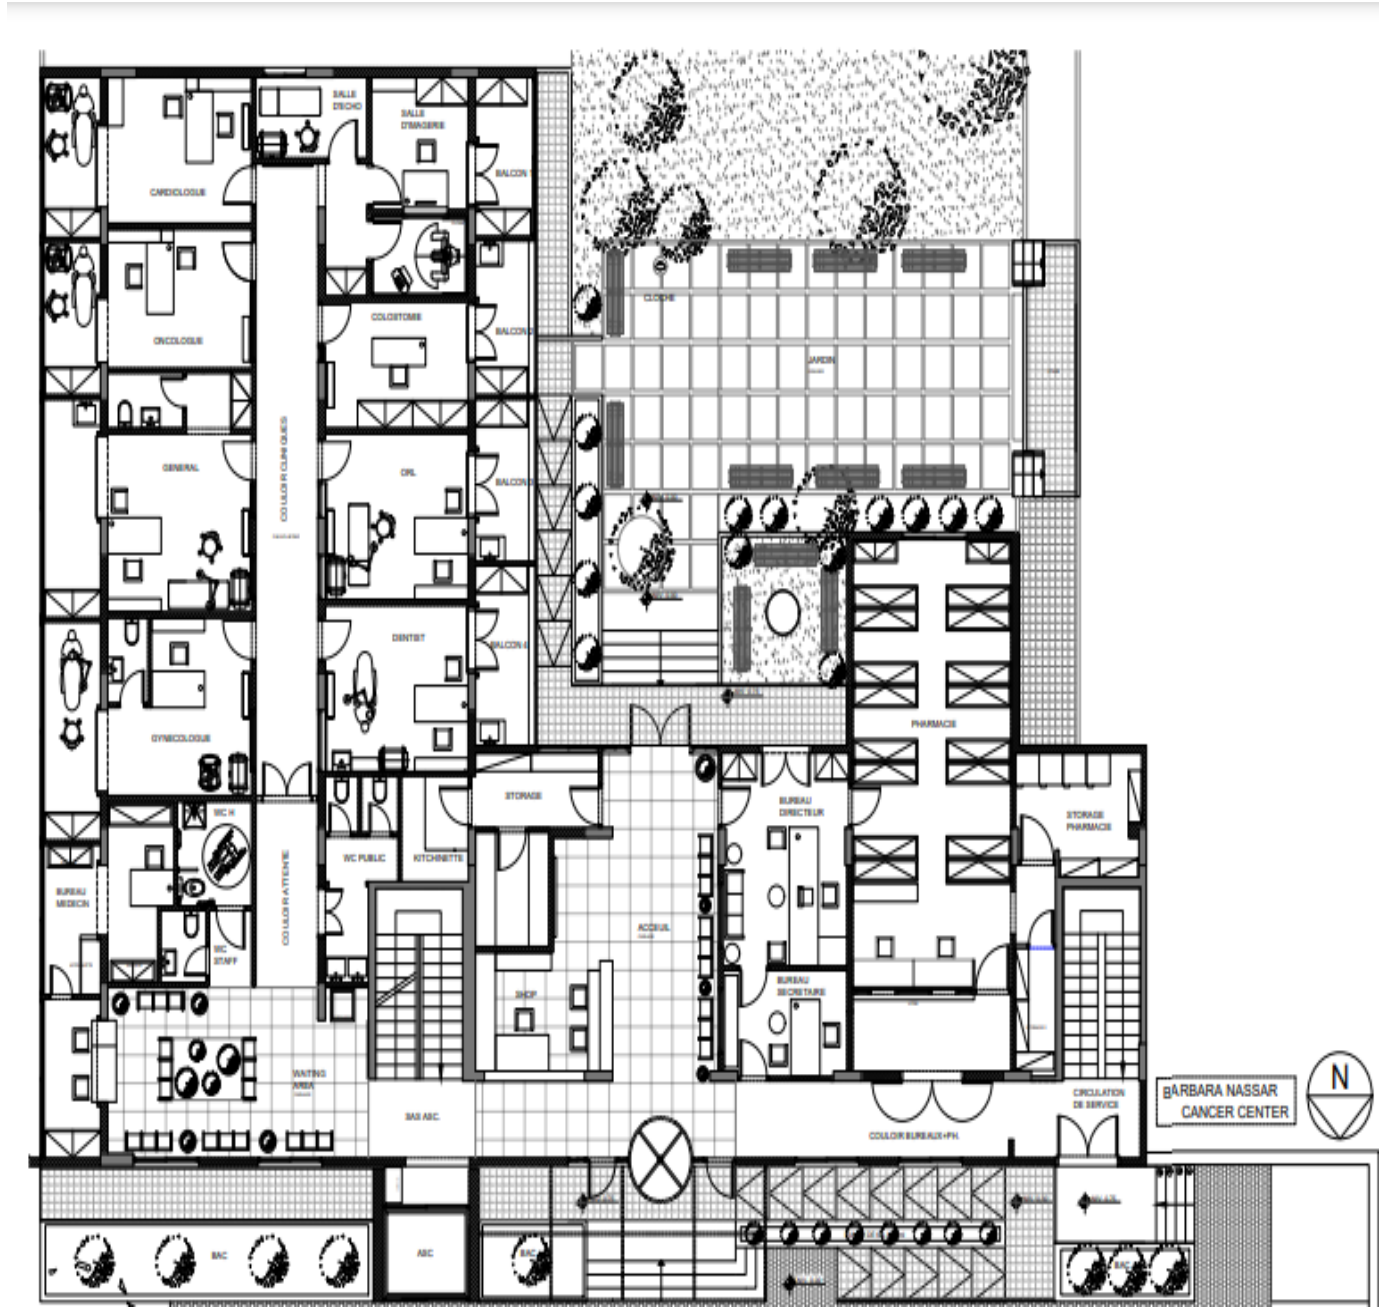 SALLE
D'ECHO
SALLE
D'IMAGERIE
CARDIOLOGUE
BALCON 1
ONCOLOGUE
COLOSTOMIE
BALCON 2
CLOCHE
JARDIN
COULOIR CLINIQUES
GENERAL
ORL
BALCON 3
DENTIST
BALCON 4
GYNECOLOGUE
PHARMACIE
STORAGE
BUREAU
DIRECTEUR
STORAGE
PHARMACIE
WC H
WC PUBLIC
KITCHINETTE
BUREAU
MEDECIN
COULOIR ATTENTE
WC
STAFF
ACCEUIL
SHOP
BUREAU
SECRETAIRE
WAITING
AREA
SAS ASC.
CIRCULATION
DE SERVICE
COULOIR BUREAUX+PH.
BARBARA NASSAR
CANCER CENTER
N
BAC
ASC
BAC
BAC